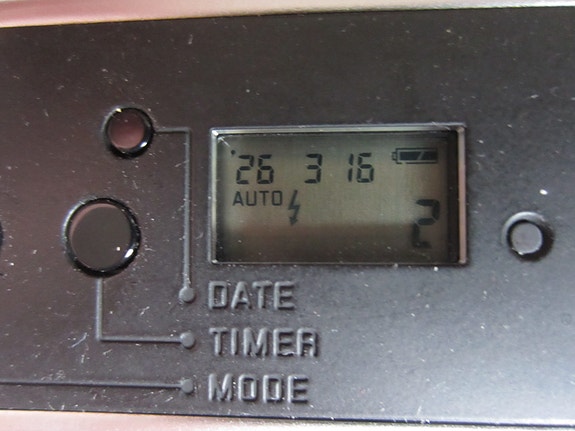 '26 3 16
AUTO
2
DATE
TIMER
MODE